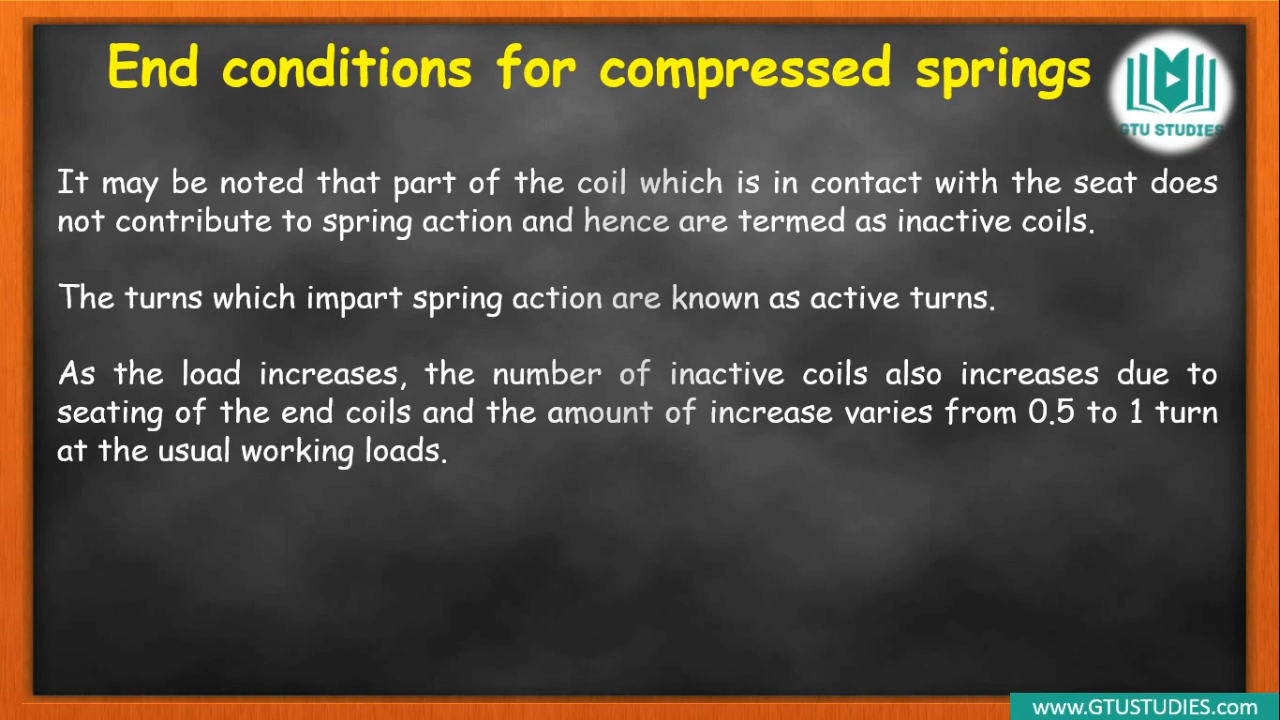 End conditions for compressed springs
GTU STUDIES
It may be noted that part of the coil which is in contact with the seat does
not contribute to spring action and hence are termed as inactive coils.
The turns which impart spring action are known as active turns.
As the load increases, the number of inactive coils also increases due to
seating of the end coils and the amount of increase varies from 0.5 to 1 turn
at the usual working loads.
www.GTUSTUDIES.com